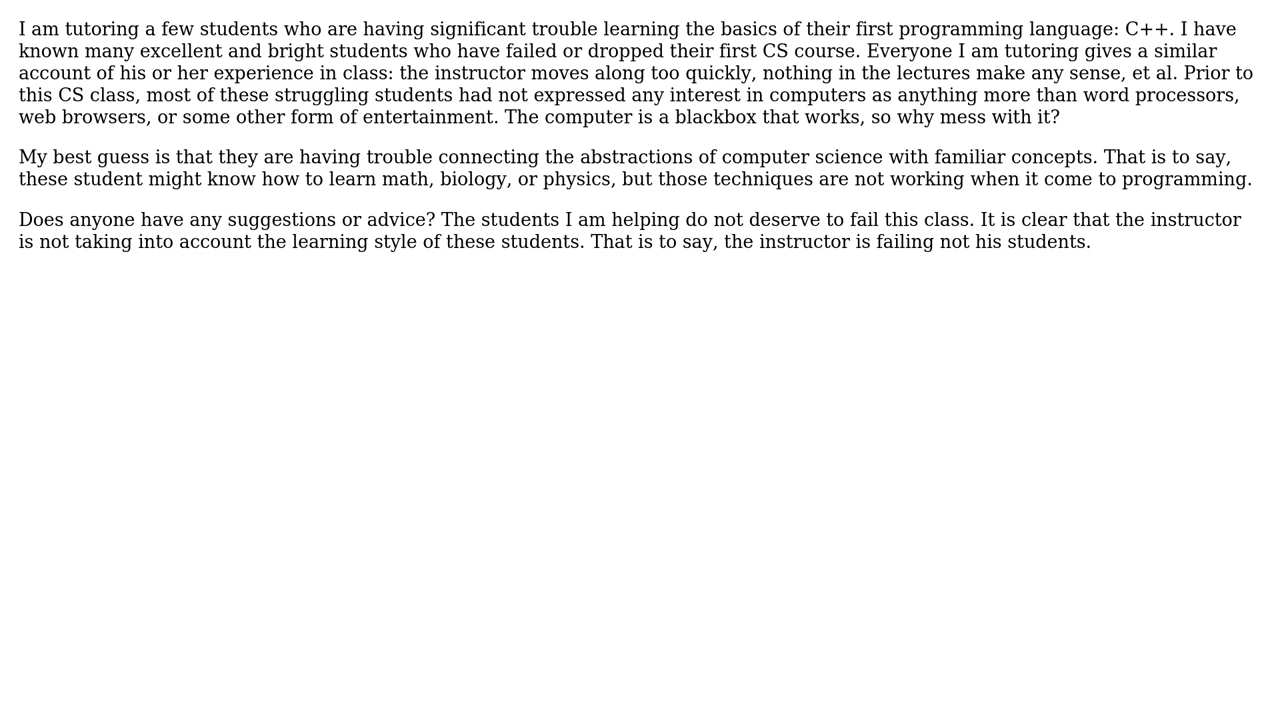 I am tutoring a few students who are having significant trouble learning the basics of their first programming language: C++. I have
known many excellent and bright students who have failed or dropped their first CS course. Everyone I am tutoring gives a similar
account of his or her experience in class: the instructor moves along too quickly, nothing in the lectures make any sense, et al. Prior to
this CS class, most of these struggling students had not expressed any interest in computers as anything more than word processors,
web browsers, or some other form of entertainment. The computer is a blackbox that works, so why mess with it?
My best guess is that they are having trouble connecting the abstractions of computer science with familiar concepts. That is to say,
these student might know how to learn math, biology, or physics, but those techniques are not working when it come to programming.
Does anyone have any suggestions or advice? The students I am helping do not deserve to fail this class. It is clear that the instructor
is not taking into account the learning style of these students. That is to say, the instructor is failing not his students.